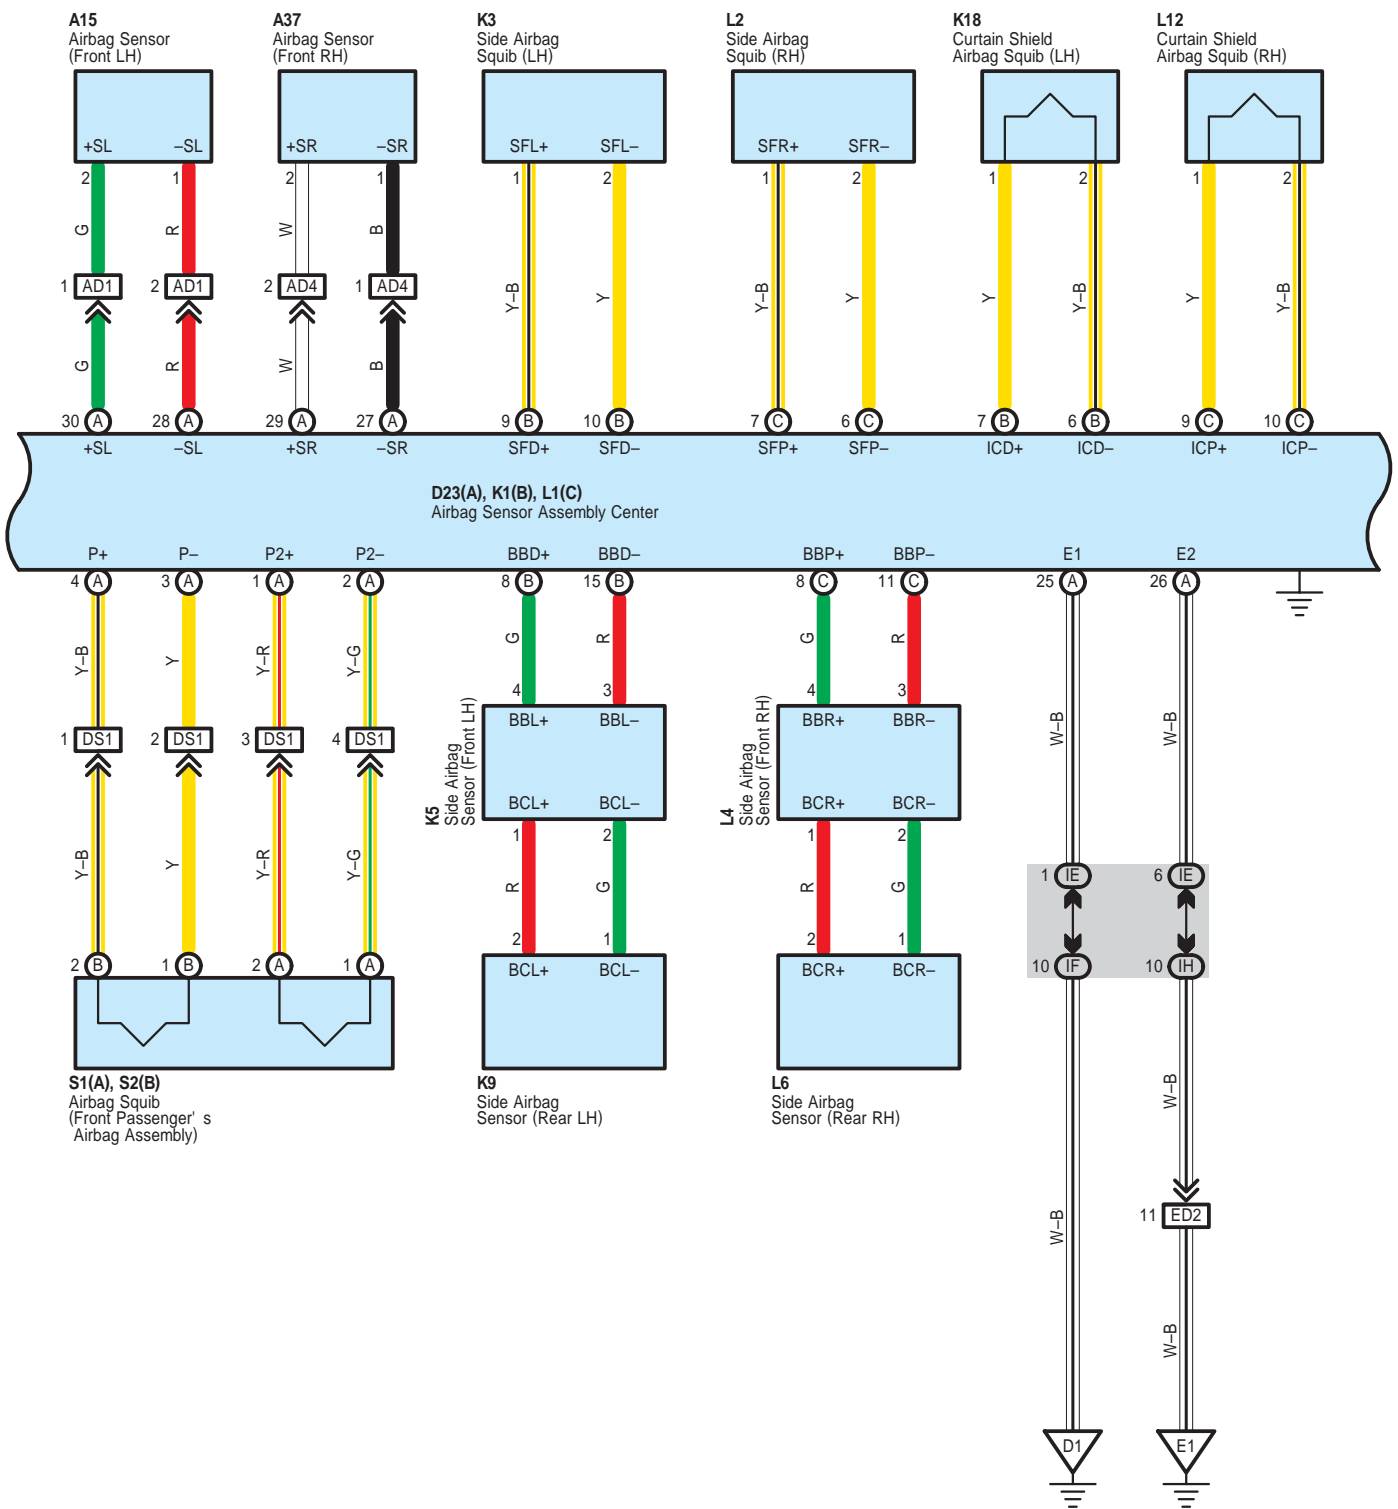 A15
Airbag Sensor
(Front LH)
A37
Airbag Sensor
(Front RH)
K3
Side Airbag
Squib (LH)
L2
Side Airbag
Squib (RH)
K18
Curtain Shield
Airbag Squib (LH)
L12
Curtain Shield
Airbag Squib (RH)
+SL –SL +SR –SR SFL+ SFL– SFR+ SFR–
2 1 2 1 1 2 1 2 1 2 1 2
G R W B Y–B Y Y–B Y Y Y–B Y Y–B
1 AD1 2 AD1 2 AD4 1 AD4
G R W B
30 A 28 A 29 A 27 A 9 B 10 B 7 C 6 C 7 B 6 B 9 C 10 C
+SL –SL +SR –SR SFD+ SFD– SFP+ SFP– ICD+ ICD– ICP+ ICP–
D23(A), K1(B), L1(C)
Airbag Sensor Assembly Center
P+ P– P2+ P2– BBD+ BBD– BBP+ BBP– E1 E2
4 A 3 A 1 A 2 A 8 B 15 B 8 C 11 C 25 A 26 A
Y–B Y Y–R Y–G G R G R W–B W–B
4 3 4 3
1 DS1 2 DS1 3 DS1 4 DS1
BBL+ BBL– BBR+ BBR–
K5
Side Airbag
Sensor (Front LH)
L4
Side Airbag
Sensor (Front RH)
BCL+ BCL– BCR+ BCR–
1 2 1 2
Y–B Y Y–R Y–G R G R G
1 IE 6 IE
2 1 2 1
2 B 1 B 2 A 1 A
10 IF 10 IH
BCL+ BCL– BCR+ BCR–
S1(A), S2(B)
Airbag Squib
(Front Passenger' s
Airbag Assembly)
K9
Side Airbag
Sensor (Rear LH)
L6
Side Airbag
Sensor (Rear RH)
W–B
W–B
11 ED2
W–B
D1 E1